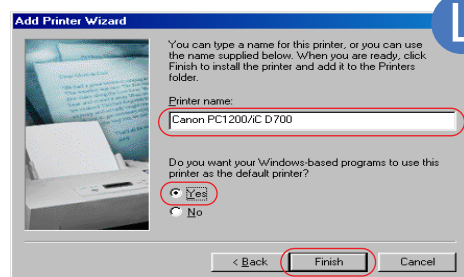 Add Printer Wizard
L
You can type a name for this printer, or you can use
the name supplied below. When you are ready, click
Finish to install the printer and add it to the Printers
folder.
Printer name:
Canon PC1200/iC D700
Do you want your Windows-based programs to use this
printer as the default printer?
Yes
No
< Back
Finish
Cancel